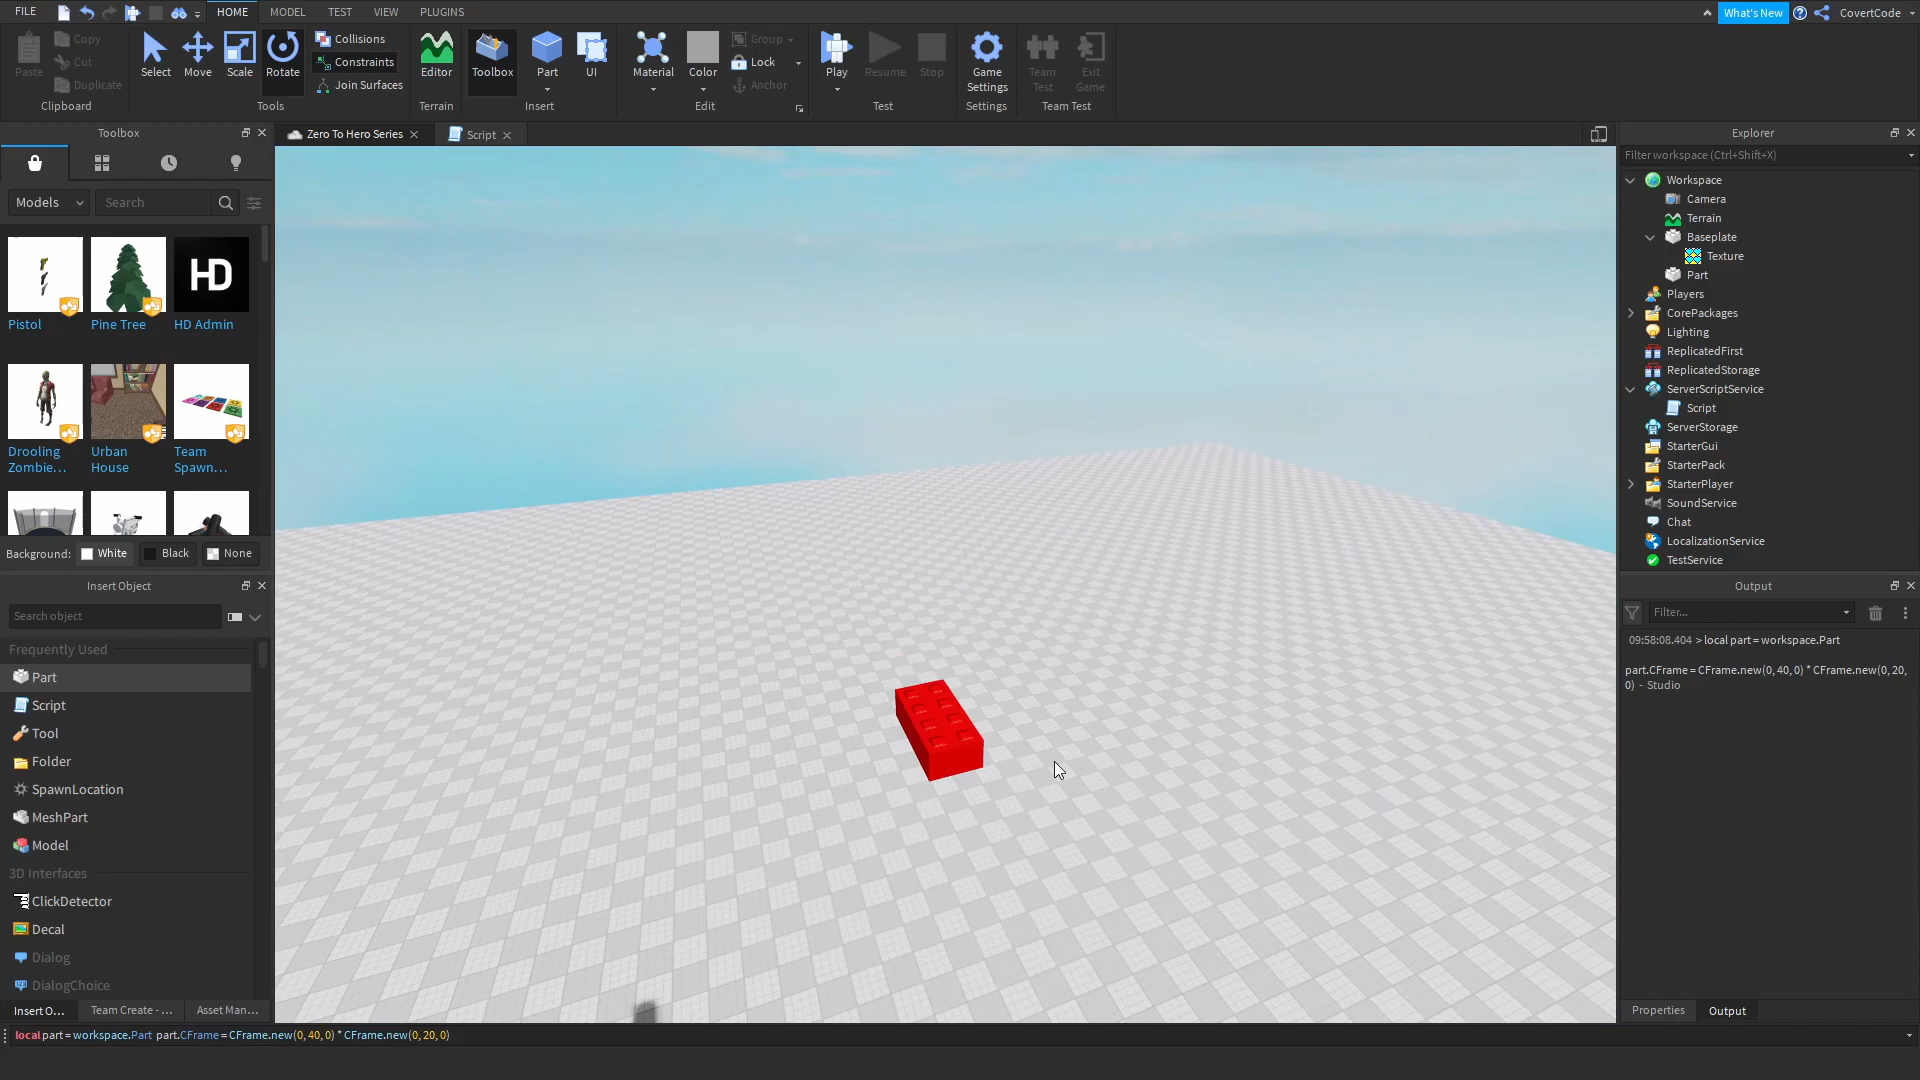 FILE
HOME
MODEL
TEST
VIEW
PLUGINS
What's New
CovertCode
Paste
Copy
Cut
Duplicate
Clipboard
Select
Move
Scale
Rotate
Collisions
Constraints
Join Surfaces
Tools
Editor
Terrain
Toolbox
Part
UI
Insert
Material
Color
Group
Lock
Anchor
Edit
Play
Resume
Stop
Test
Game
Settings
Settings
Team
Test
Exit
Game
Team Test
Toolbox
Models
Search
HD
Pistol
Pine Tree
HD Admin
Drooling
Zombie...
Urban
House
Team
Spawn...
Background:
White
Black
None
Insert Object
Search object
Frequently Used
Part
Script
Tool
Folder
SpawnLocation
MeshPart
Model
3D Interfaces
ClickDetector
Decal
Dialog
DialogChoice
Insert O...
Team Create - ...
Asset Man...
Zero To Hero Series
Script
Explorer
Filter workspace (Ctrl+Shift+X)
Workspace
Camera
Terrain
Baseplate
Texture
Part
Players
CorePackages
Lighting
ReplicatedFirst
ReplicatedStorage
ServerScriptService
Script
ServerStorage
StarterGui
StarterPack
StarterPlayer
SoundService
Chat
LocalizationService
TestService
Output
Filter...
09:58:08.404 > local part = workspace.Part
part.CFrame = CFrame.new(0, 40, 0) * CFrame.new(0, 20,
0) - Studio
Properties
Output
local part = workspace.Part part.CFrame = CFrame.new(0, 40, 0) * CFrame.new(0, 20, 0)